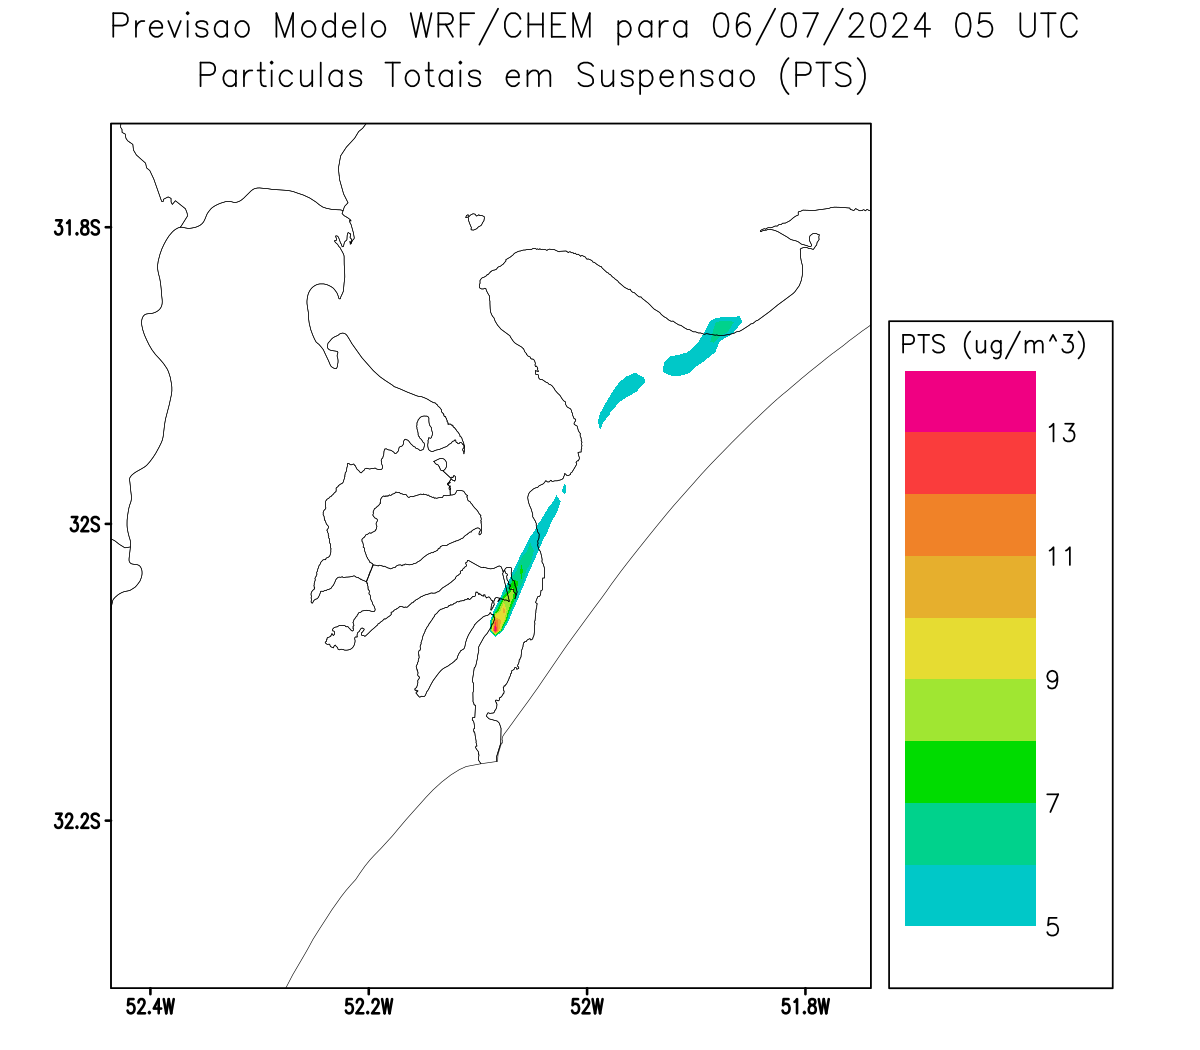 Previsao Modelo WRF/CHEM para 06/07/2024 05 UTC
Particulas Totais em Suspensao (PTS)
31.8S
32S
32.2S
52.4W
52.2W
52W
51.8W
PTS (ug/m^3)
13
11
9
7
5